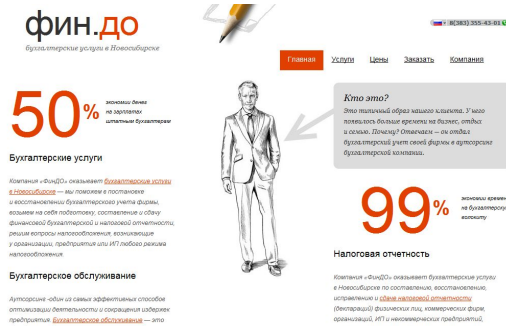 фин.до
бухгалтерские услуги в Новосибирске
8(383) 355-43-01
Главная
Услуги
Цены
Заказать
Компания
50%
экономии денег
на зарплатах
штатным бухгалтерам
Бухгалтерские услуги
Компания «ФинДО» оказывает бухгалтерские услуги
в Новосибирске — мы поможем в постановке
и восстановлении бухгалтерского учета фирмы,
возьмем на себя подготовку, составление и сдачу
финансовой бухгалтерской и налоговой отчетности,
решим вопросы налогообложения, возникающие
у организации, предприятия или ИП любого режима
налогообложения.
Бухгалтерское обслуживание
Аутсорсинг -один из самых эффективных способов
оптимизации деятельности и сокращения издержек
предприятий. Бухгалтерское обслуживание — это
Кто это?
Это типичный образ нашего клиента. У него
появилось больше времени на бизнес, отдых
и семью. Почему? Отвечаем — он отдал
бухгалтерский учет своей фирмы в аутсорсинг
бухгалтерской компании.
99%
экономии времени
на бухгалтерскую
волокиту
Налоговая отчетность
Компания «ФинДО» оказывает бухгалтерские услуги
в Новосибирске по составлению, восстановлению,
исправлению и сдаче налоговой отчетности
(деклараций) физических лиц, коммерческих фирм,
организаций, ИП и некоммерческих предприятий,